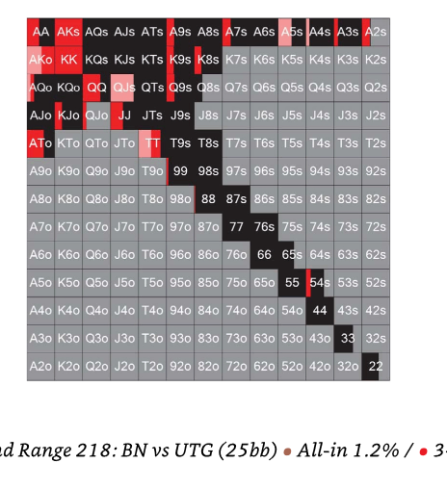 AA AKs AQs AJs ATs A9s A8s A7s A6s A5s A4s A3s A2s
AKo KK KQs KJs KTs K9s K8s K7s K6s K5s K4s K3s K2s
AQo KQo QQ QJs QTs Q9s Q8s Q7s Q6s Q5s Q4s Q3s Q2s
AJo KJo QJo JJ JTs J9s J8s J7s J6s J5s J4s J3s J2s
ATo KTo QTo JTo TT T9s T8s T7s T6s T5s T4s T3s T2s
A9o K9o Q9o J9o T9o 99 98s 97s 96s 95s 94s 93s 92s
A8o K8o Q8o J8o T8o 98o 88 87s 86s 85s 84s 83s 82s
A7o K7o Q7o J7o T7o 97o 87o 77 76s 75s 74s 73s 72s
A6o K6o Q6o J6o T6o 96o 86o 76o 66 65s 64s 63s 62s
A5o K5o Q5o J5o T5o 95o 85o 75o 65o 55 54s 53s 52s
A4o K4o Q4o J4o T4o 94o 84o 74o 64o 54o 44 43s 42s
A3o K3o Q3o J3o T3o 93o 83o 73o 63o 53o 43o 33 32s
A2o K2o Q2o J2o T2o 92o 82o 72o 62o 52o 42o 32o 22
d Range 218: BN vs UTG (25bb) • All-in 1.2% / • 3